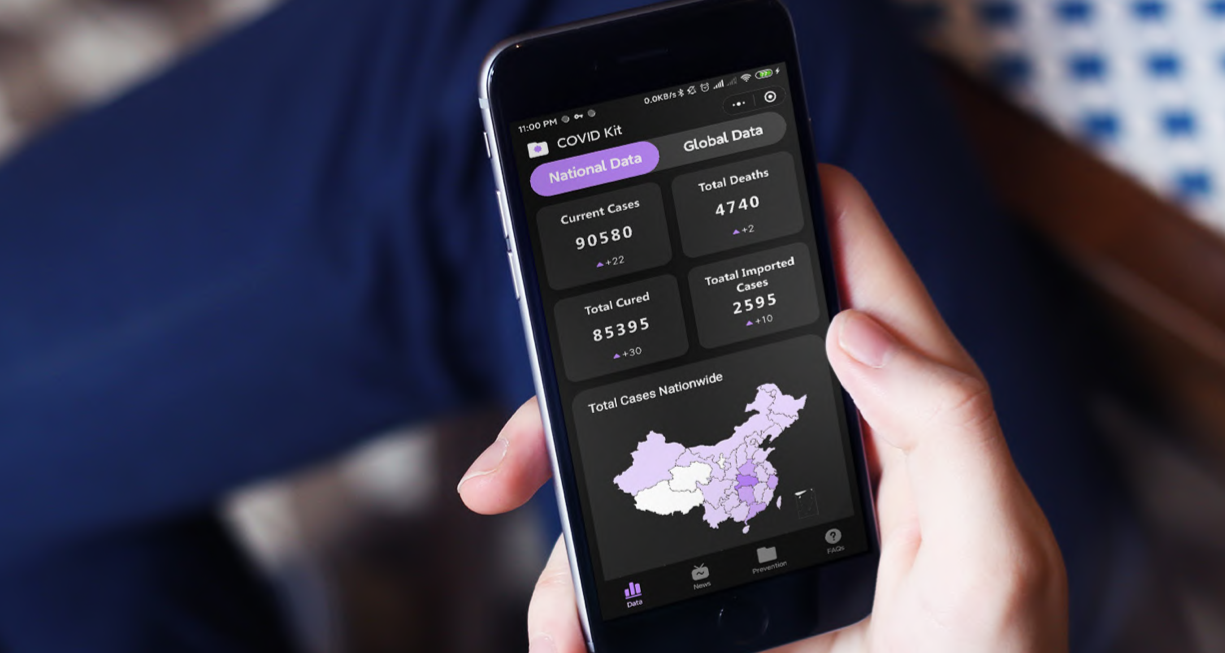 11:00 PM 0.0KB/s
COVID Kit
National Data
Global Data
Current Cases
90580
+22
Total Deaths
4740
+2
Total Cured
85395
+30
Toatal Imported
Cases
2595
+10
Total Cases Nationwide
Data
News
Prevention
FAQs